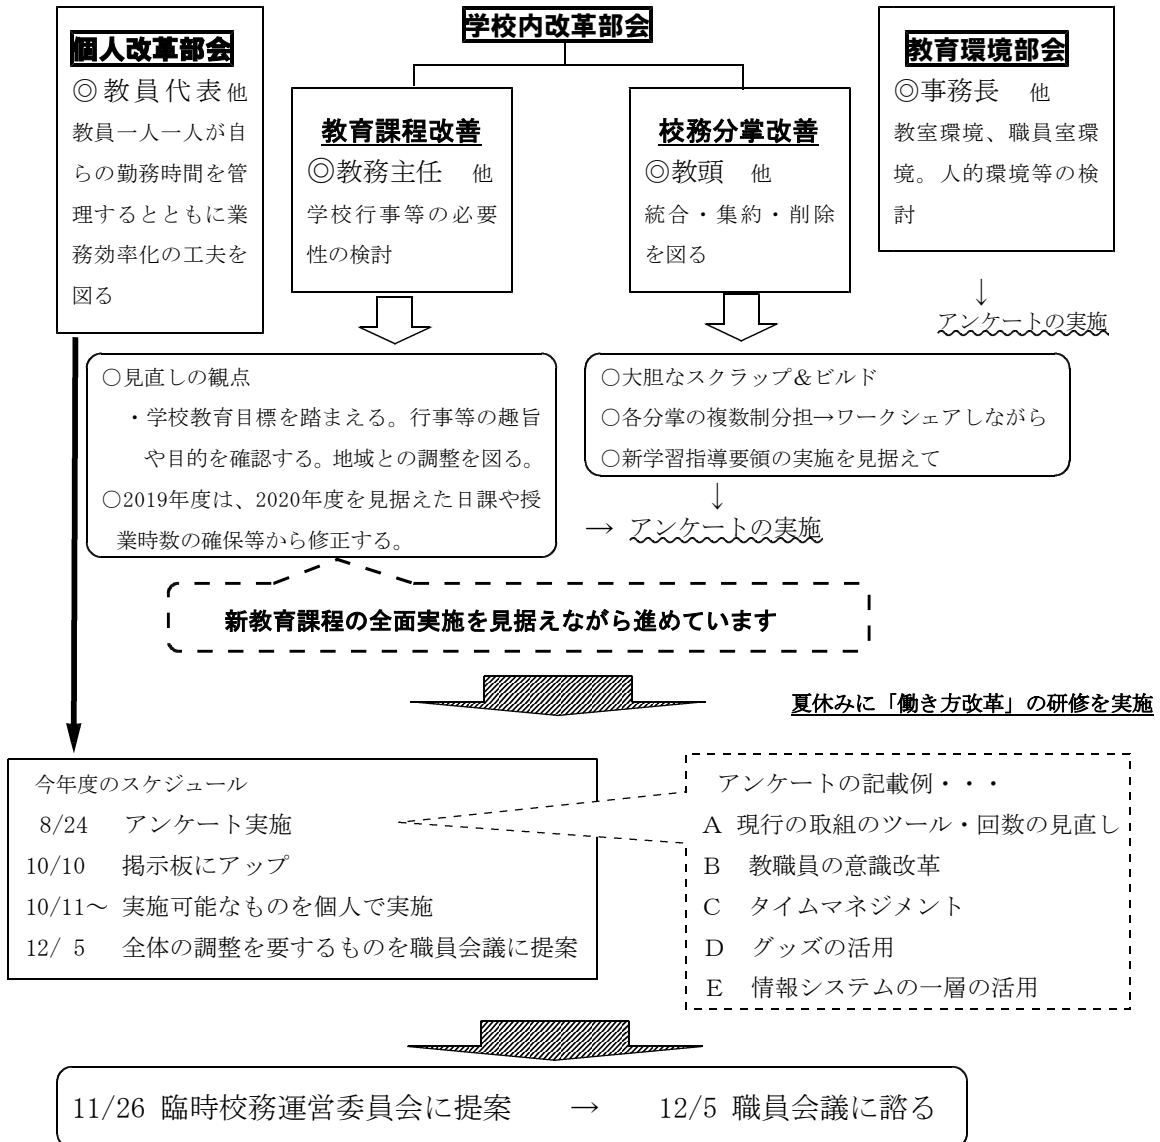 学校内改革部会
個人改革部会
◎教員代表他
教員一人一人が自
らの勤務時間を管
理するとともに業
務効率化の工夫を
図る
教育課程改善
◎教務主任　他
学校行事等の必要
性の検討
校務分掌改善
◎教頭　他
統合・集約・削除
を図る
教育環境部会
◎事務長　他
教室環境、職員室環
境。人的環境等の検
討
↓
アンケートの実施
○見直しの観点
・学校教育目標を踏まえる。行事等の趣旨
や目的を確認する。地域との調整を図る。
○2019年度は、2020年度を見据えた日課や授
業時数の確保等から修正する。
○大胆なスクラップ＆ビルド
○各分掌の複数制分担→ワークシェアしながら
○新学習指導要領の実施を見据えて
↓
→ アンケートの実施
新教育課程の全面実施を見据えながら進めています
夏休みに「働き方改革」の研修を実施
今年度のスケジュール
8/24　アンケート実施
10/10　掲示板にアップ
10/11～ 実施可能なものを個人で実施
12/ 5　全体の調整を要するものを職員会議に提案
アンケートの記載例・・・
A 現行の取組のツール・回数の見直し
B　教職員の意識改革
C　タイムマネジメント
D　グッズの活用
E　情報システムの一層の活用
11/26 臨時校務運営委員会に提案　→　12/5 職員会議に諮る